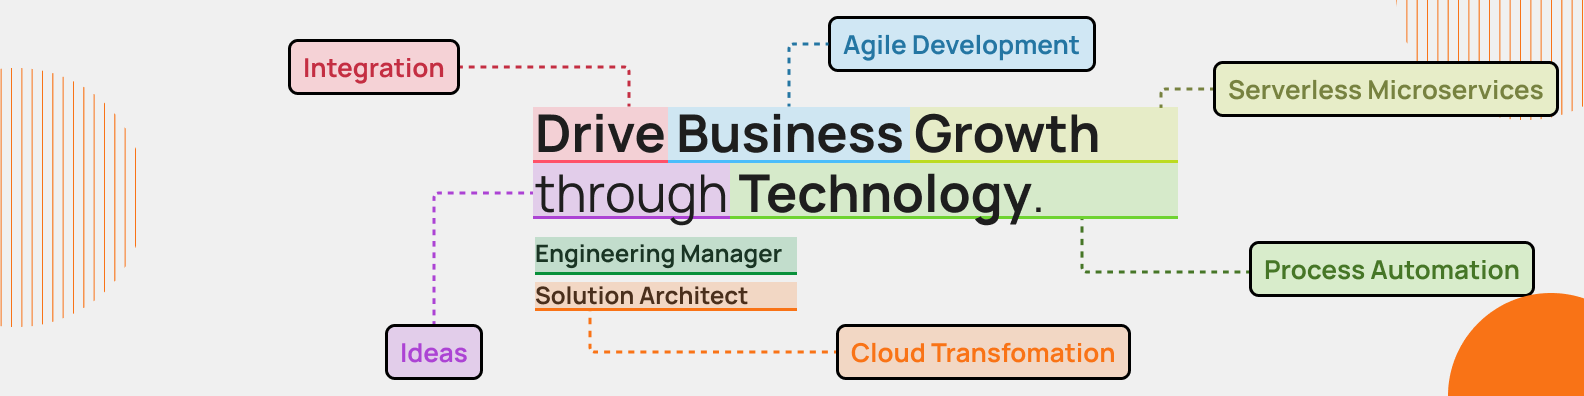 Agile Development
Integration
Serverless Microservices
Drive Business Growth
through Technology.
Engineering Manager
Process Automation
Solution Architect
Ideas
Cloud Transfomation